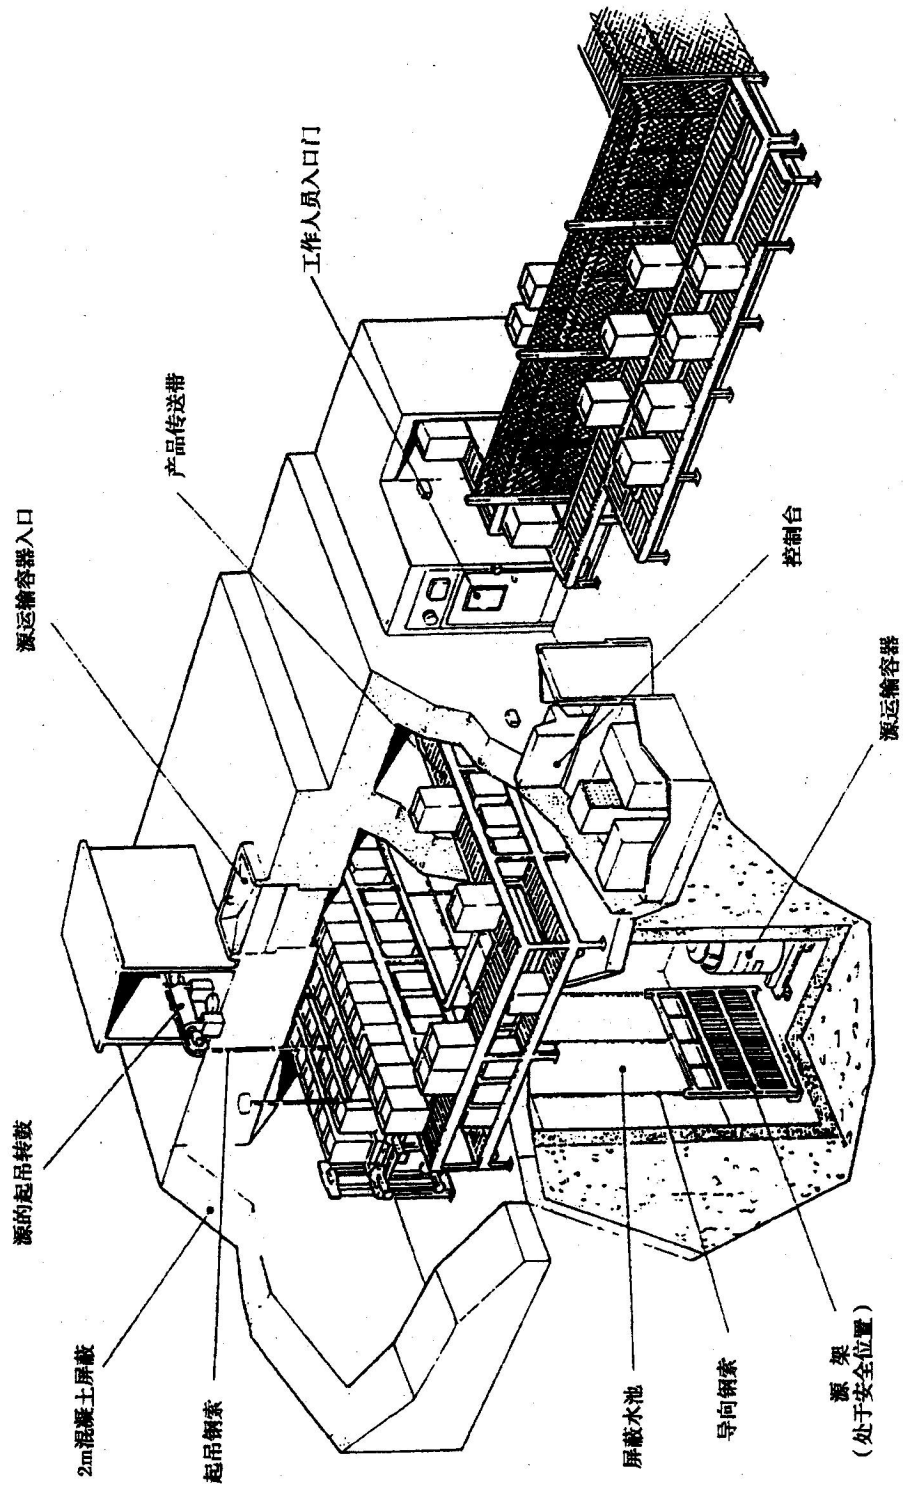 2m混凝土屏蔽
源的起吊转鼓
源运输容器入口
产品传送带
工作人员入口门
起吊钢索
屏蔽水池
导向钢索
源 架
(处于安全位置)
源运输容器
控制台